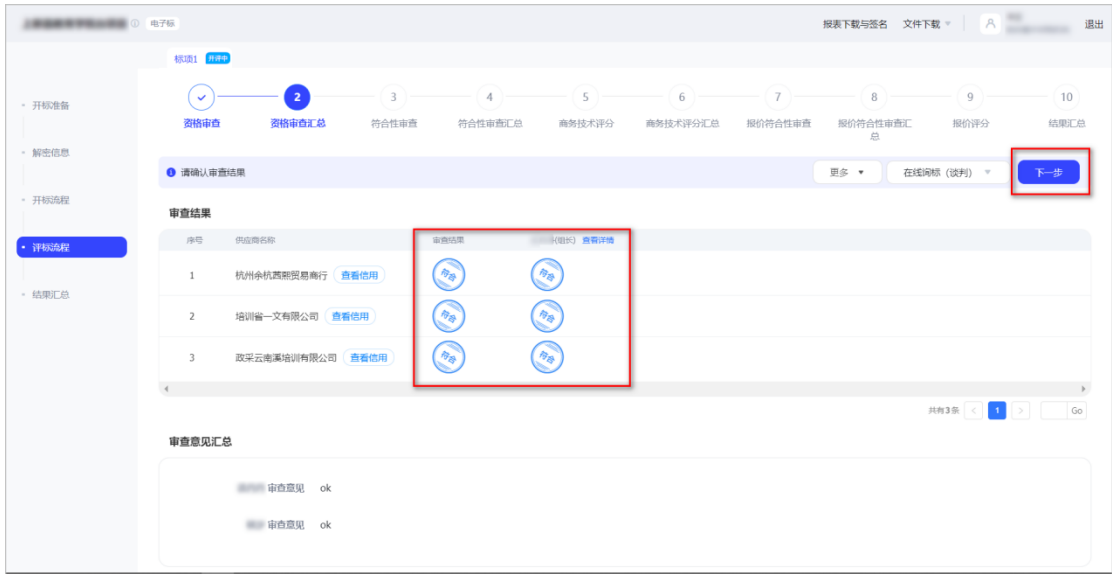 电子标 报表下载与签名 文件下载 退出
标项1 开评中
2 3 4 5 6 7 8 9 10
资格审查 资格审查汇总 符合性审查 符合性审查汇总 商务技术评分 商务技术评分汇总 报价符合性审查 报价符合性审查汇 报价评分 结果汇总
总
开标准备
解密信息
开标流程
评标流程
结果汇总
请确认审查结果 更多 在线询标（谈判） 下一步
审查结果
序号 供应商名称 审查结果 (组长) 查看详情
1 杭州余杭茜熙贸易商行 查看信用 符合 符合
2 培训省一文有限公司 查看信用 符合 符合
3 政采云南溪培训有限公司 查看信用 符合 符合
共有3条 < 1 > Go
审查意见汇总
审查意见 ok
审查意见 ok